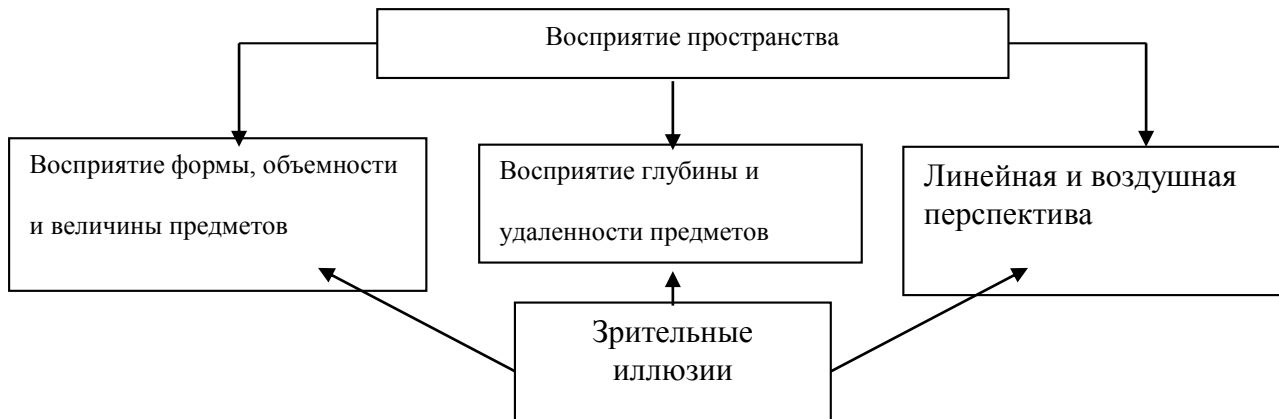 Восприятие пространства
Восприятие формы, объемности
и величины предметов
Восприятие глубины и
удаленности предметов
Линейная и воздушная
перспектива
Зрительные
иллюзии